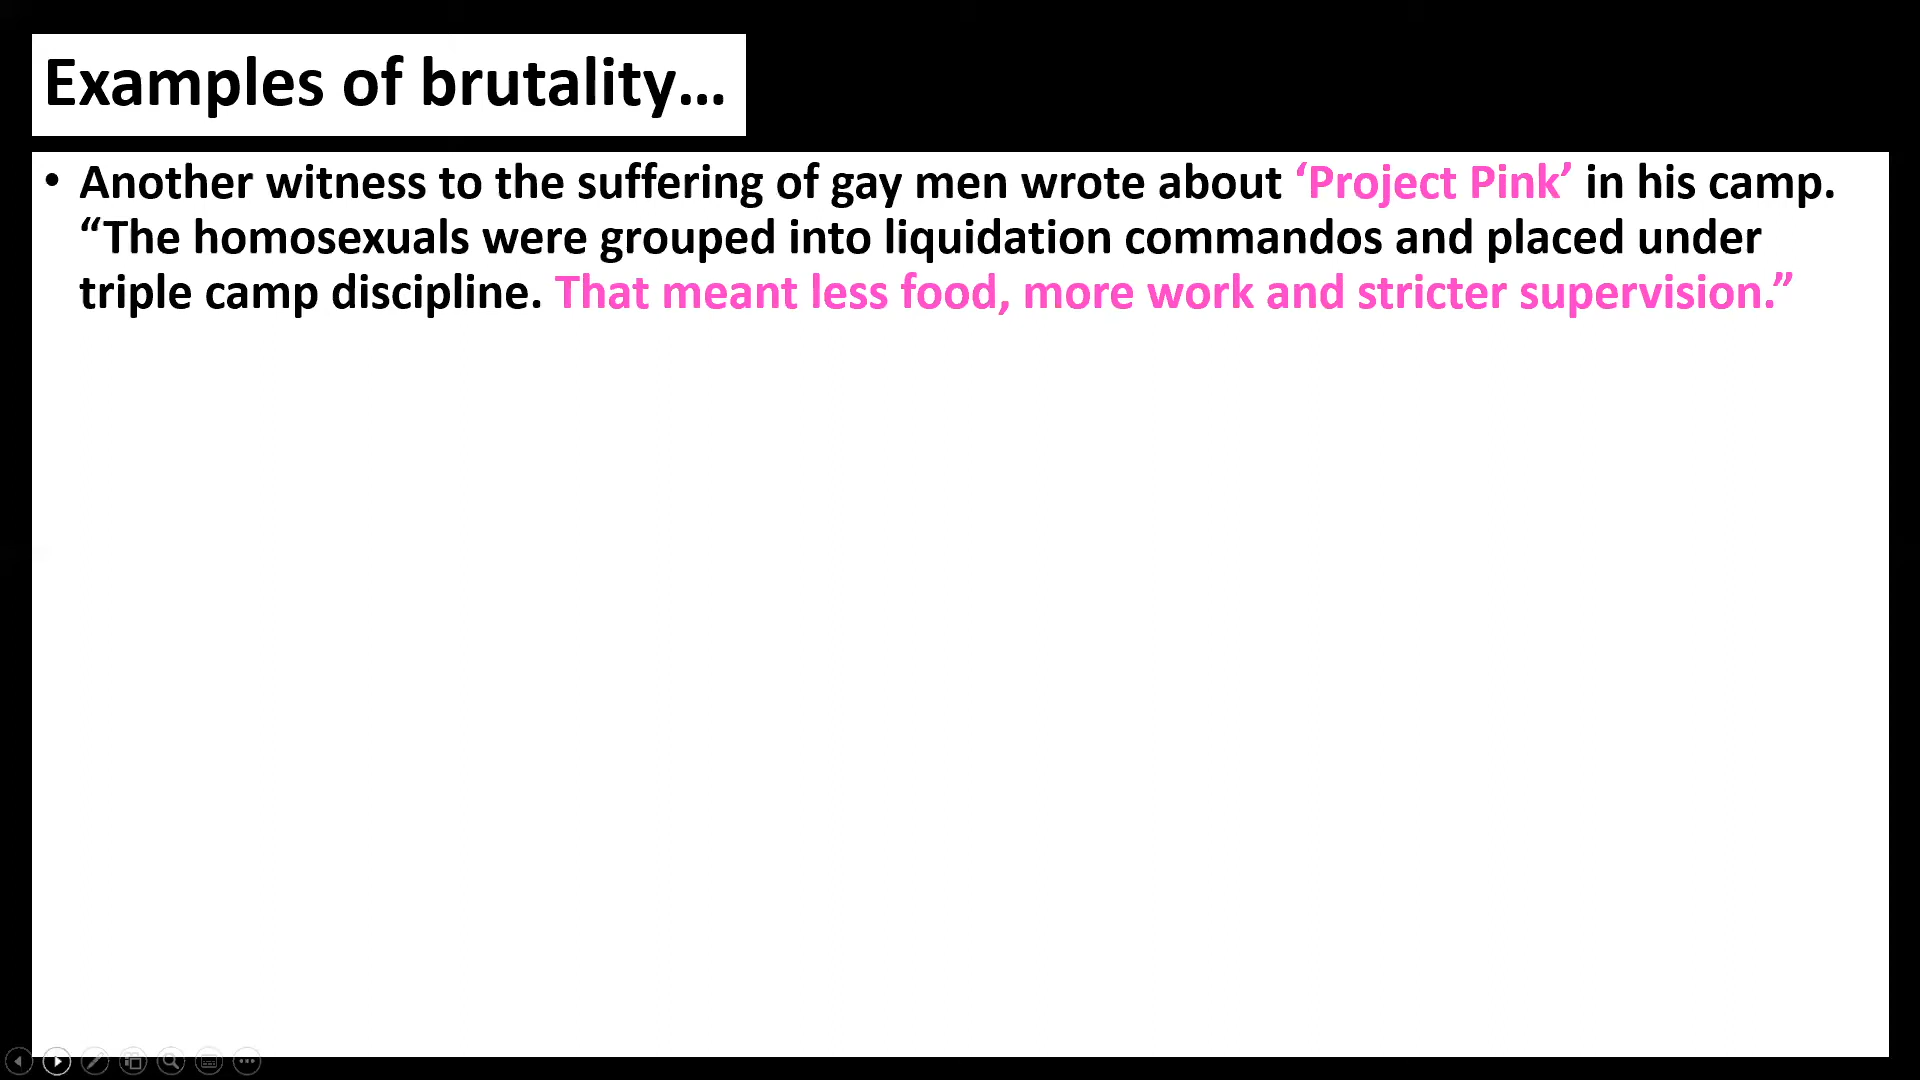 Examples of brutality…
• Another witness to the suffering of gay men wrote about ‘Project Pink’ in his camp.
“The homosexuals were grouped into liquidation commandos and placed under
triple camp discipline. That meant less food, more work and stricter supervision.”